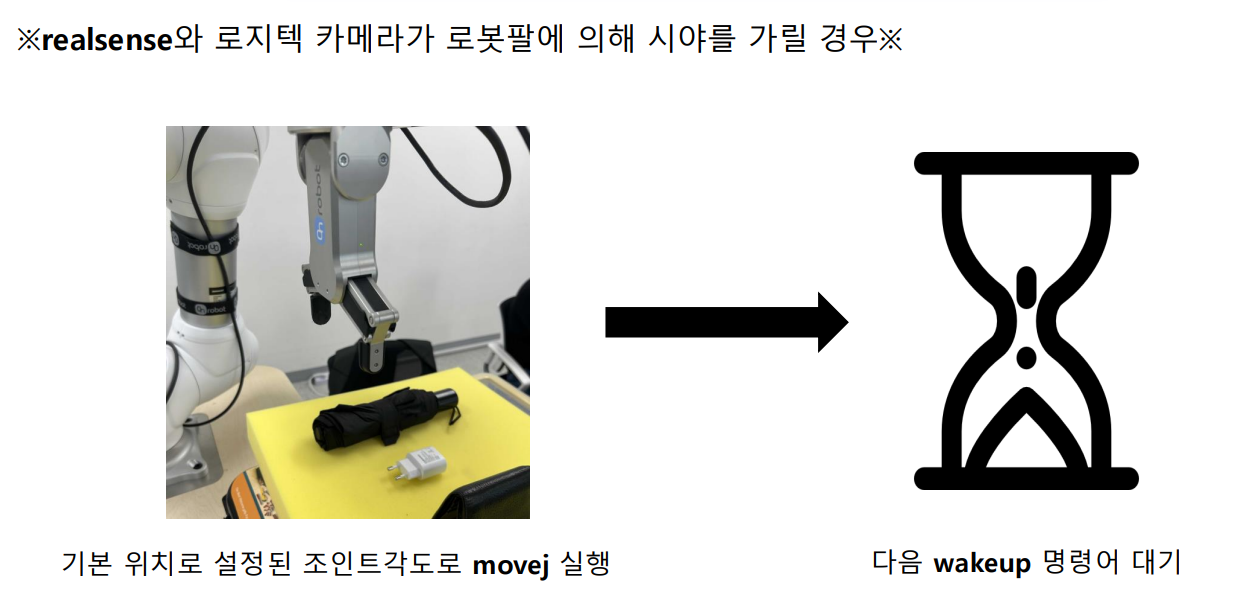 ※realsense와 로지텍 카메라가 로봇팔에 의해 시야를 가릴 경우※
onrobot
기본 위치로 설정된 조인트각도로 movej 실행
다음 wakeup 명령어 대기